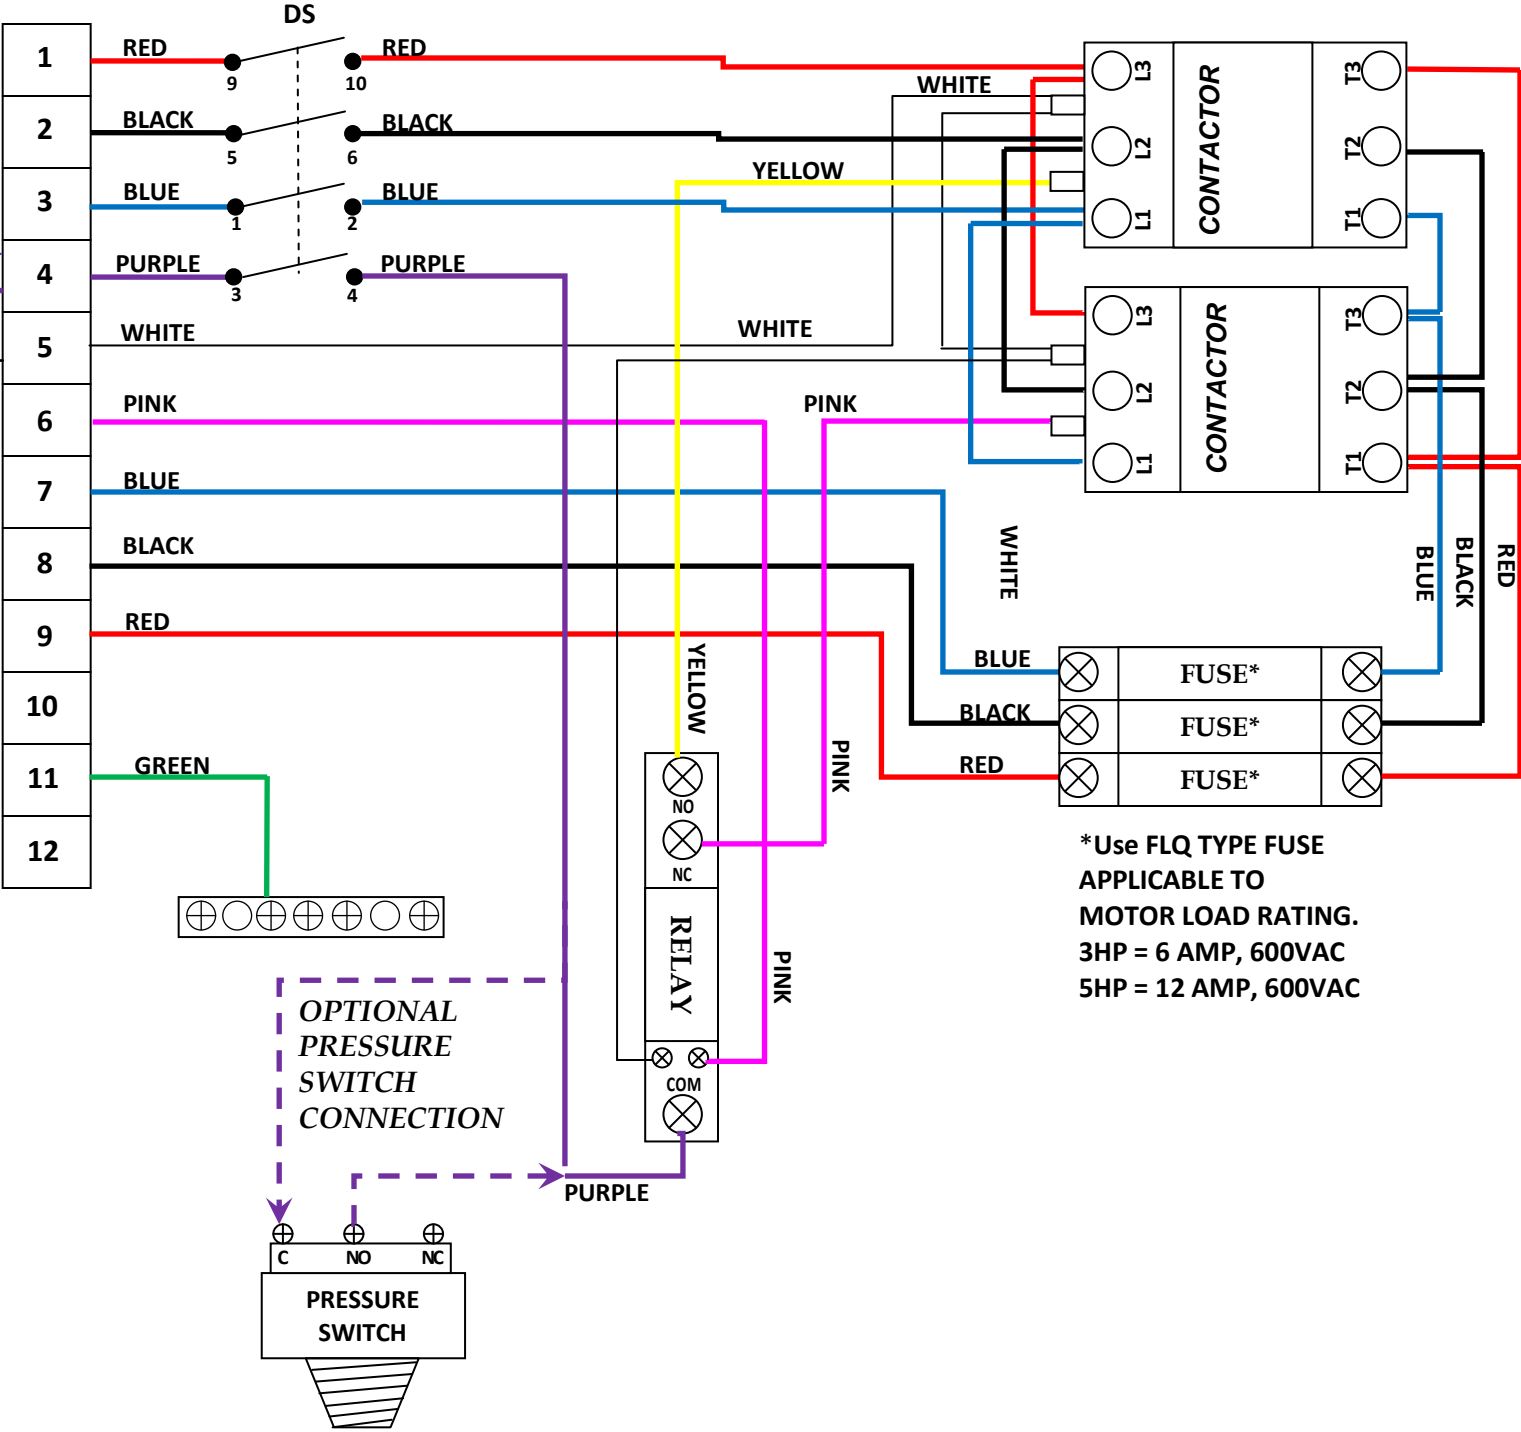 DS
1
RED
9
10
RED
2
BLACK
5
6
BLACK
3
BLUE
1
2
BLUE
4
PURPLE
3
4
PURPLE
5
WHITE
WHITE
6
PINK
PINK
7
BLUE
8
BLACK
9
RED
10
11
GREEN
12
WHITE
YELLOW
L3
L2
L1
CONTACTOR
T3
T2
T1
L3
L2
L1
CONTACTOR
T3
T2
T1
WHITE
BLUE
BLACK
RED
BLUE
FUSE*
BLACK
FUSE*
RED
FUSE*
*Use FLQ TYPE FUSE
APPLICABLE TO
MOTOR LOAD RATING.
3HP = 6 AMP, 600VAC
5HP = 12 AMP, 600VAC
YELLOW
PINK
NO
NC
RELAY
PINK
COM
PURPLE
OPTIONAL
PRESSURE
SWITCH
CONNECTION
C
NO
NC
PRESSURE
SWITCH